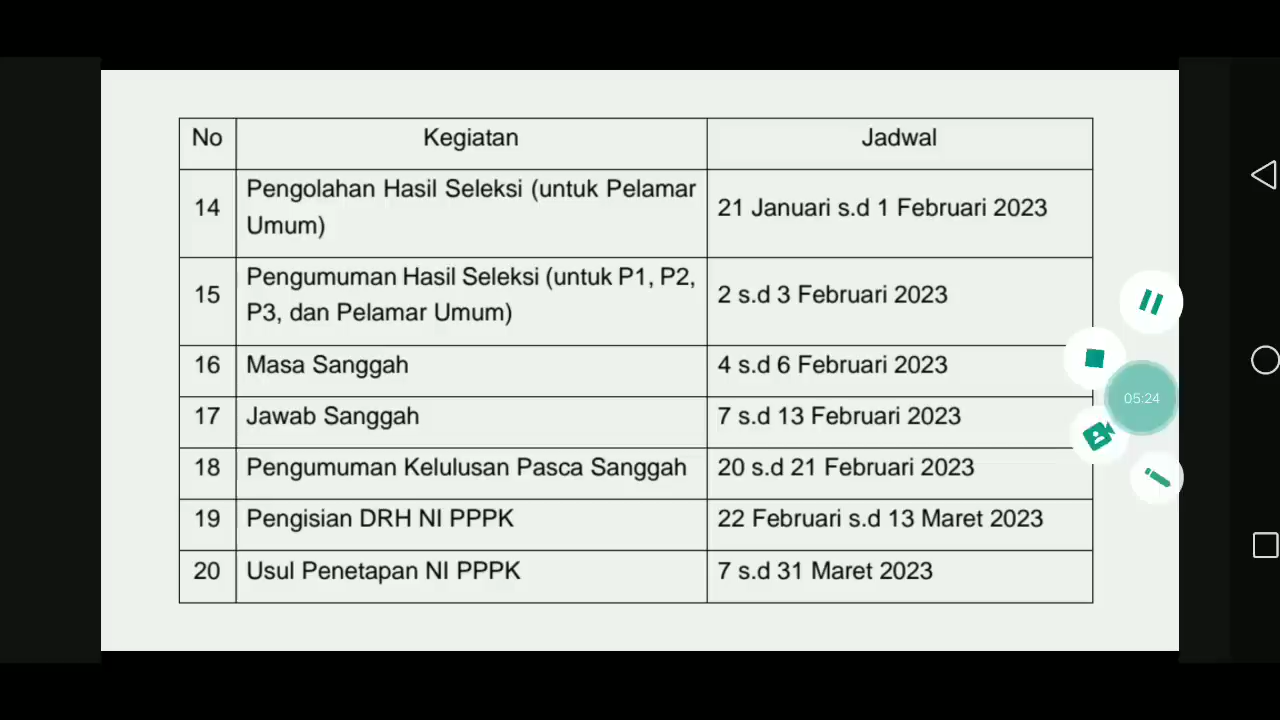 No Kegiatan Jadwal
14 Pengolahan Hasil Seleksi (untuk Pelamar Umum) 21 Januari s.d 1 Februari 2023
15 Pengumuman Hasil Seleksi (untuk P1, P2, P3, dan Pelamar Umum) 2 s.d 3 Februari 2023
16 Masa Sanggah 4 s.d 6 Februari 2023
17 Jawab Sanggah 7 s.d 13 Februari 2023
18 Pengumuman Kelulusan Pasca Sanggah 20 s.d 21 Februari 2023
19 Pengisian DRH NI PPPK 22 Februari s.d 13 Maret 2023
20 Usul Penetapan NI PPPK 7 s.d 31 Maret 2023
05:24